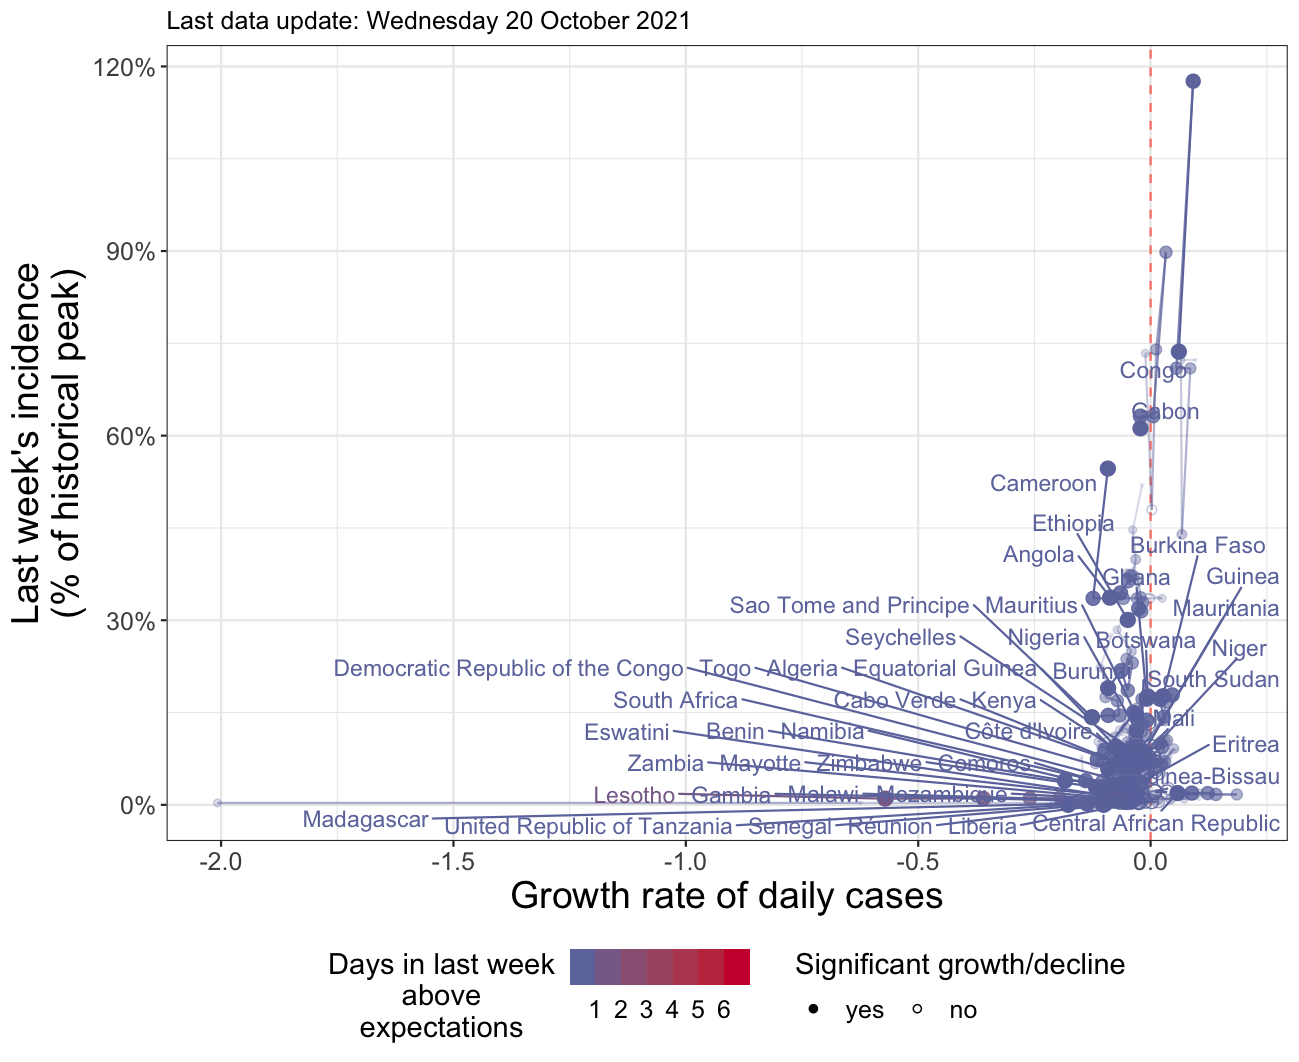 Last data update: Wednesday 20 October 2021
Last week's incidence
(% of historical peak)
120%
90%
60%
30%
0%
Congo
Gabon
Cameroon
Ethiopia
Angola
Burkina Faso
Ghana
Guinea
Sao Tome and Principe
Mauritius
Mauritania
Seychelles
Nigeria
Botswana
Niger
Democratic Republic of the Congo
Togo
Algeria
Equatorial Guinea
Burundi
South Sudan
South Africa
Cabo Verde
Kenya
Mali
Eswatini
Benin
Namibia
Côte d'Ivoire
Eritrea
Zambia
Mayotte
Zimbabwe
Comoros
Guinea-Bissau
Lesotho
Gambia
Malawi
Mozambique
Madagascar
United Republic of Tanzania
Senegal
Réunion
Liberia
Central African Republic
-2.0
-1.5
-1.0
-0.5
0.0
Growth rate of daily cases
Days in last week
above
expectations
1 2 3 4 5 6
Significant growth/decline
yes
no